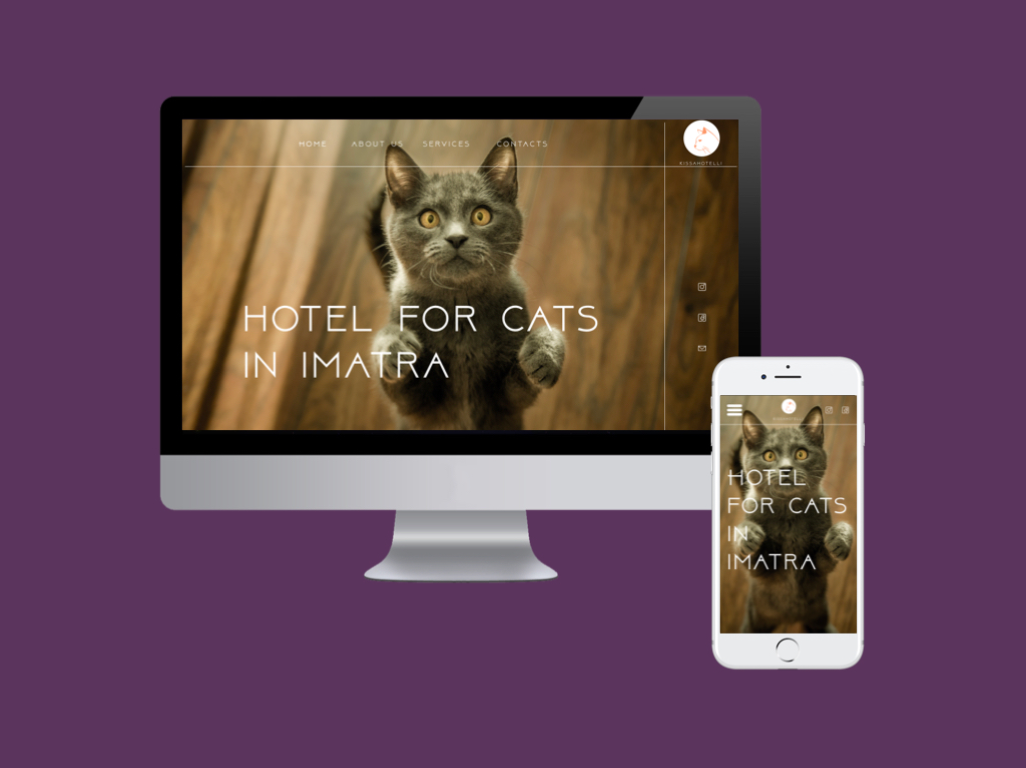 HOME ABOUT US SERVICES CONTACTS
KISSAHOTELLI
HOTEL FOR CATS
IN IMATRA
HOTEL
FOR CATS
IN
IMATRA